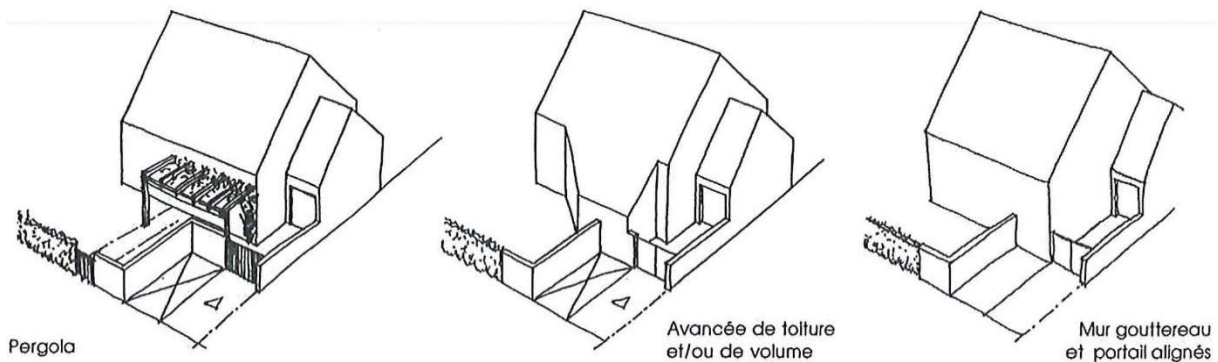 Pergola
Avancée de toiture
et/ou de volume
Mur gouttereau
et portail alignés